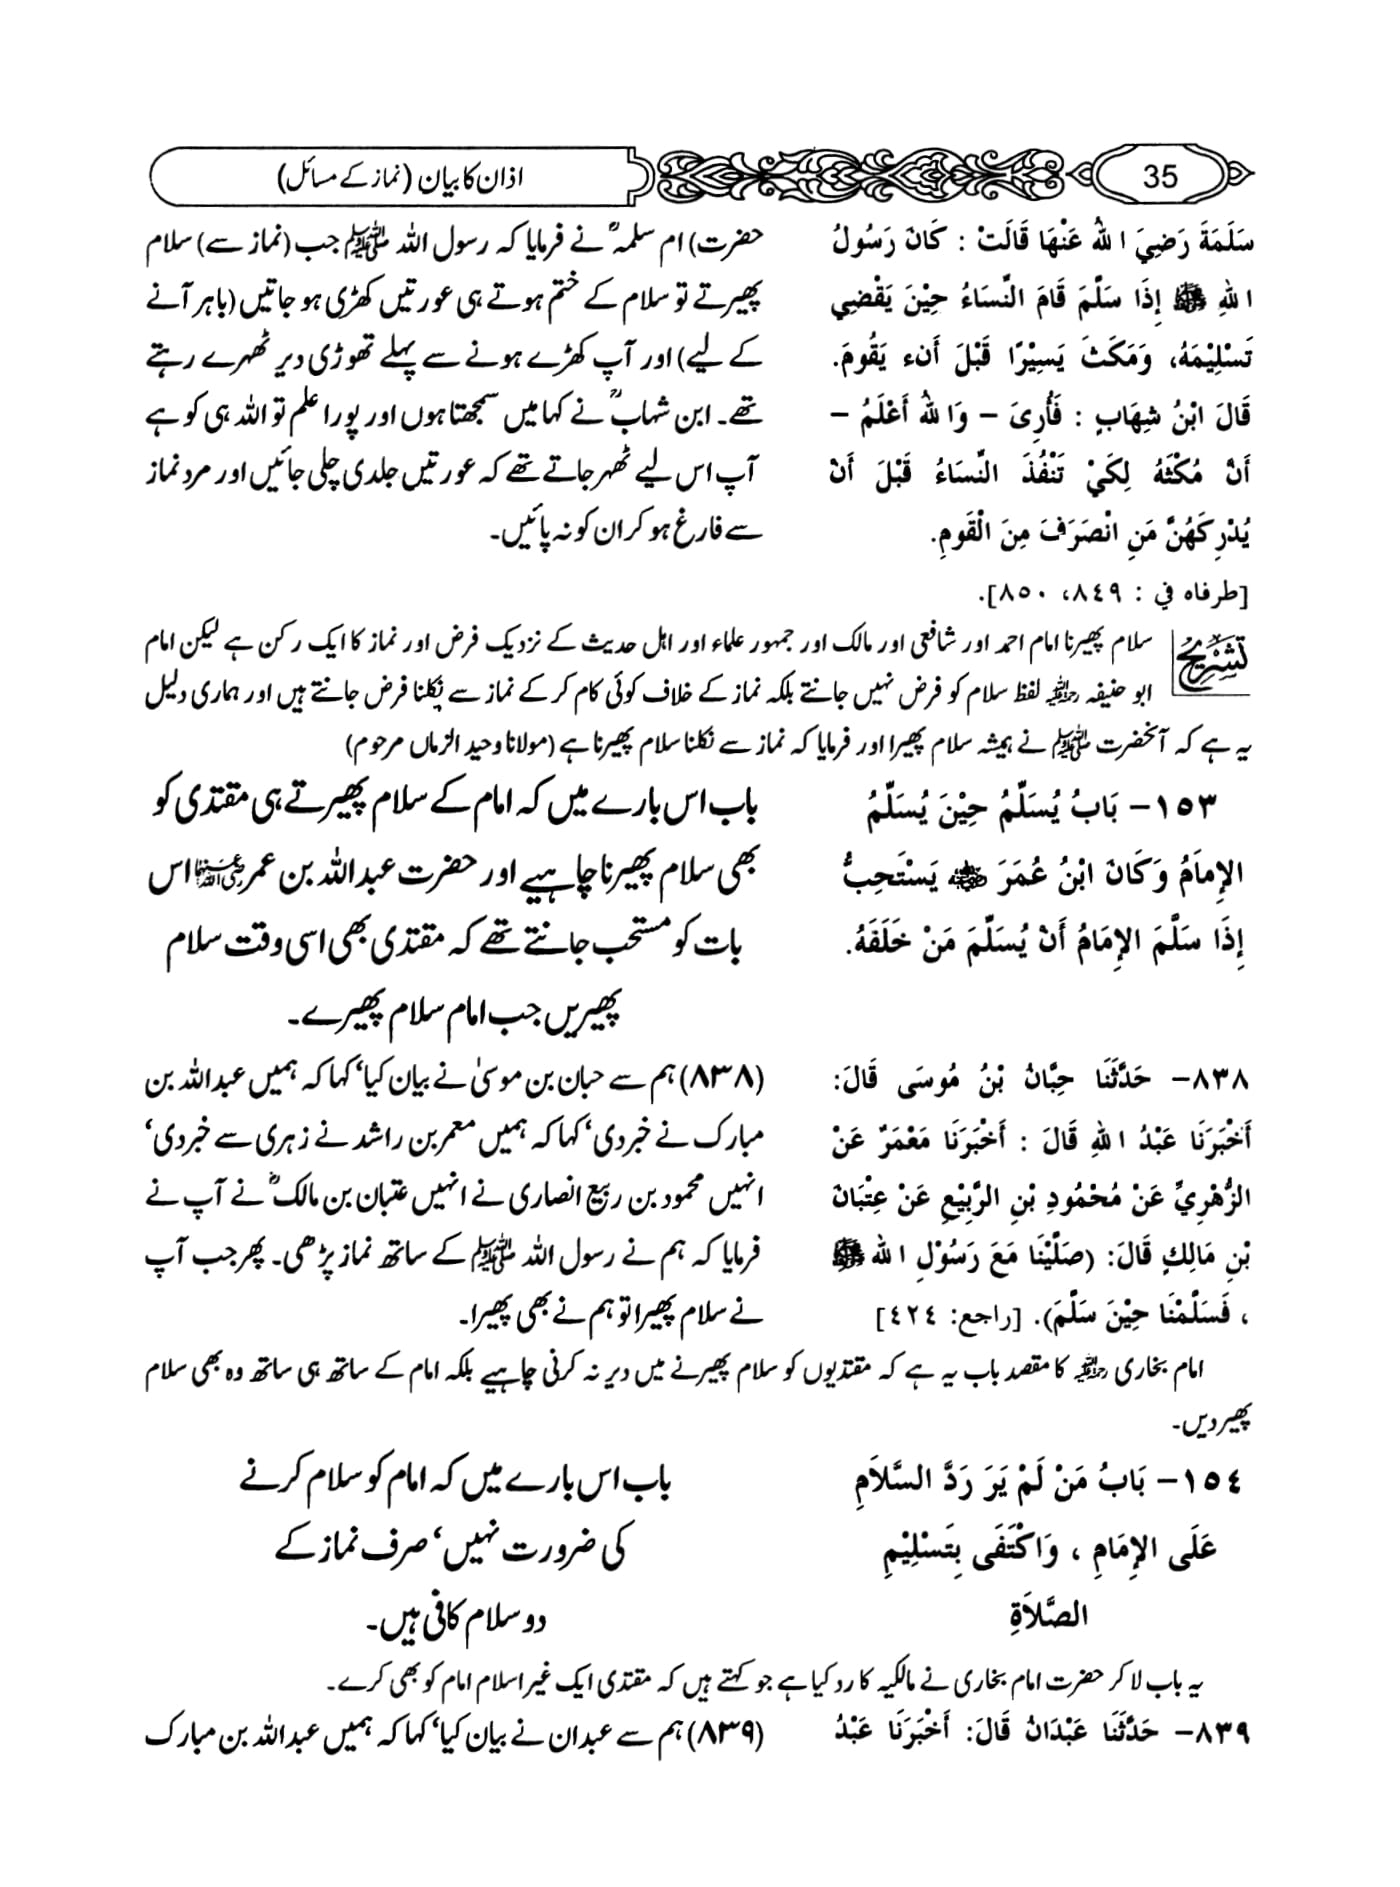 35
اذان کا بیان (نماز کے مسائل)
سَلَمَةَ رَضِيَ اللهُ عَنْهَا قَالَتْ : كَانَ رَسُولُ
اللهِ ﷺ إِذَا سَلَّمَ قَامَ النِّسَاءُ حِيْنَ يَقْضِي
تَسْلِيْمَهُ، وَمَكَثَ يَسِيْرًا قَبْلَ أَنء يَقُومَ.
قَالَ ابْنُ شِهَابٍ : فَأُرِىَ – وَاللهُ أَعْلَمُ –
أَنَّ مُكْثَهُ لِكَيْ تَنْفُذَ النِّسَاءُ قَبْلَ أَنْ
يُدْرِكَهُنَّ مَنِ انْصَرَفَ مِنَ الْقَومِ.
[طرفاه في : ٨٤٩، ٨٥٠].
حضرت) ام سلمہؓ نے فرمایا کہ رسول اللہ ﷺ جب (نماز سے) سلام
پھیرتے تو سلام کے ختم ہوتے ہی عورتیں کھڑی ہو جاتیں (باہر آنے
کے لیے) اور آپ کھڑے ہونے سے پہلے تھوڑی دیر ٹھہرے رہتے
تھے۔ ابن شہابؒ نے کہا میں سمجھتا ہوں اور پورا علم تو اللہ ہی کو ہے
آپ اس لیے ٹھہر جاتے تھے کہ عورتیں جلدی چلی جائیں اور مرد نماز
سے فارغ ہو کر ان کو نہ پائیں۔
تشریح
سلام پھیرنا امام احمد اور شافعی اور مالک اور جمہور علماء اور اہل حدیث کے نزدیک فرض اور نماز کا ایک رکن ہے لیکن امام
ابو حنیفہ رحمۃ اللہ علیہ لفظ سلام کو فرض نہیں جانتے بلکہ نماز کے خلاف کوئی کام کر کے نماز سے نکلنا فرض جانتے ہیں اور ہماری دلیل
یہ ہے کہ آنحضرت ﷺ نے ہمیشہ سلام پھیرا اور فرمایا کہ نماز سے نکلنا سلام پھیرنا ہے (مولانا وحید الزماں مرحوم)
١٥٣– بَابُ يُسَلِّمُ حِيْنَ يُسَلِّمُ
الإِمَامُ وَكَانَ ابْنُ عُمَرَ رضي الله عنهما يَسْتَحِبُّ
إِذَا سَلَّمَ الإِمَامُ أَنْ يُسَلِّمَ مَنْ خَلَفَهُ.
باب اس بارے میں کہ امام کے سلام پھیرتے ہی مقتدی کو
بھی سلام پھیرنا چاہیے اور حضرت عبداللہ بن عمر رضی اللہ عنہما اس
بات کو مستحب جانتے تھے کہ مقتدی بھی اسی وقت سلام
پھیریں جب امام سلام پھیرے۔
٨٣٨– حَدَّثَنَا حِبَّانُ بْنُ مُوسَى قَالَ:
أَخْبَرَنَا عَبْدُ اللهِ قَالَ : أَخْبَرَنَا مَعْمَرٌ عَنْ
الزُّهْرِيِّ عَنْ مُحْمُودِ بْنِ الرَّبِيْعِ عَنْ عِتْبَانَ
بْنِ مَالِكٍ قَالَ: (صَلَّيْنَا مَعَ رَسُوْلِ اللهِ ﷺ
، فَسَلَّمْنَا حِيْنَ سَلَّمَ). [راجع: ٤٢٤]
(٨٣٨) ہم سے حبان بن موسیٰ نے بیان کیا' کہا کہ ہمیں عبداللہ بن
مبارک نے خبر دی' کہا کہ ہمیں معمر بن راشد نے زہری سے خبر دی'
انہیں محمود بن ربیع انصاری نے انہیں عتبان بن مالکؓ نے آپ نے
فرمایا کہ ہم نے رسول اللہ ﷺ کے ساتھ نماز پڑھی۔ پھر جب آپ
نے سلام پھیرا تو ہم نے بھی پھیرا۔
امام بخاری رحمۃ اللہ علیہ کا مقصد باب یہ ہے کہ مقتدیوں کو سلام پھیرنے میں دیر نہ کرنی چاہیے بلکہ امام کے ساتھ ہی ساتھ وہ بھی سلام
پھیر دیں۔
١٥٤– بَابُ مَنْ لَمْ يَرَ رَدَّ السَّلاَمِ
عَلَى الإِمَامِ ، وَاكْتَفَى بِتَسْلِيْمِ
الصَّلاَةِ
باب اس بارے میں کہ امام کو سلام کرنے
کی ضرورت نہیں' صرف نماز کے
دو سلام کافی ہیں۔
یہ باب لا کر حضرت امام بخاری نے مالکیہ کا رد کیا ہے جو کہتے ہیں کہ مقتدی ایک غیر اسلام امام کو بھی کرے۔
٨٣٩– حَدَّثَنَا عَبْدَانُ قَالَ: أَخْبَرَنَا عَبْدُ
(٨٣٩) ہم سے عبدان نے بیان کیا' کہا کہ ہمیں عبداللہ بن مبارک